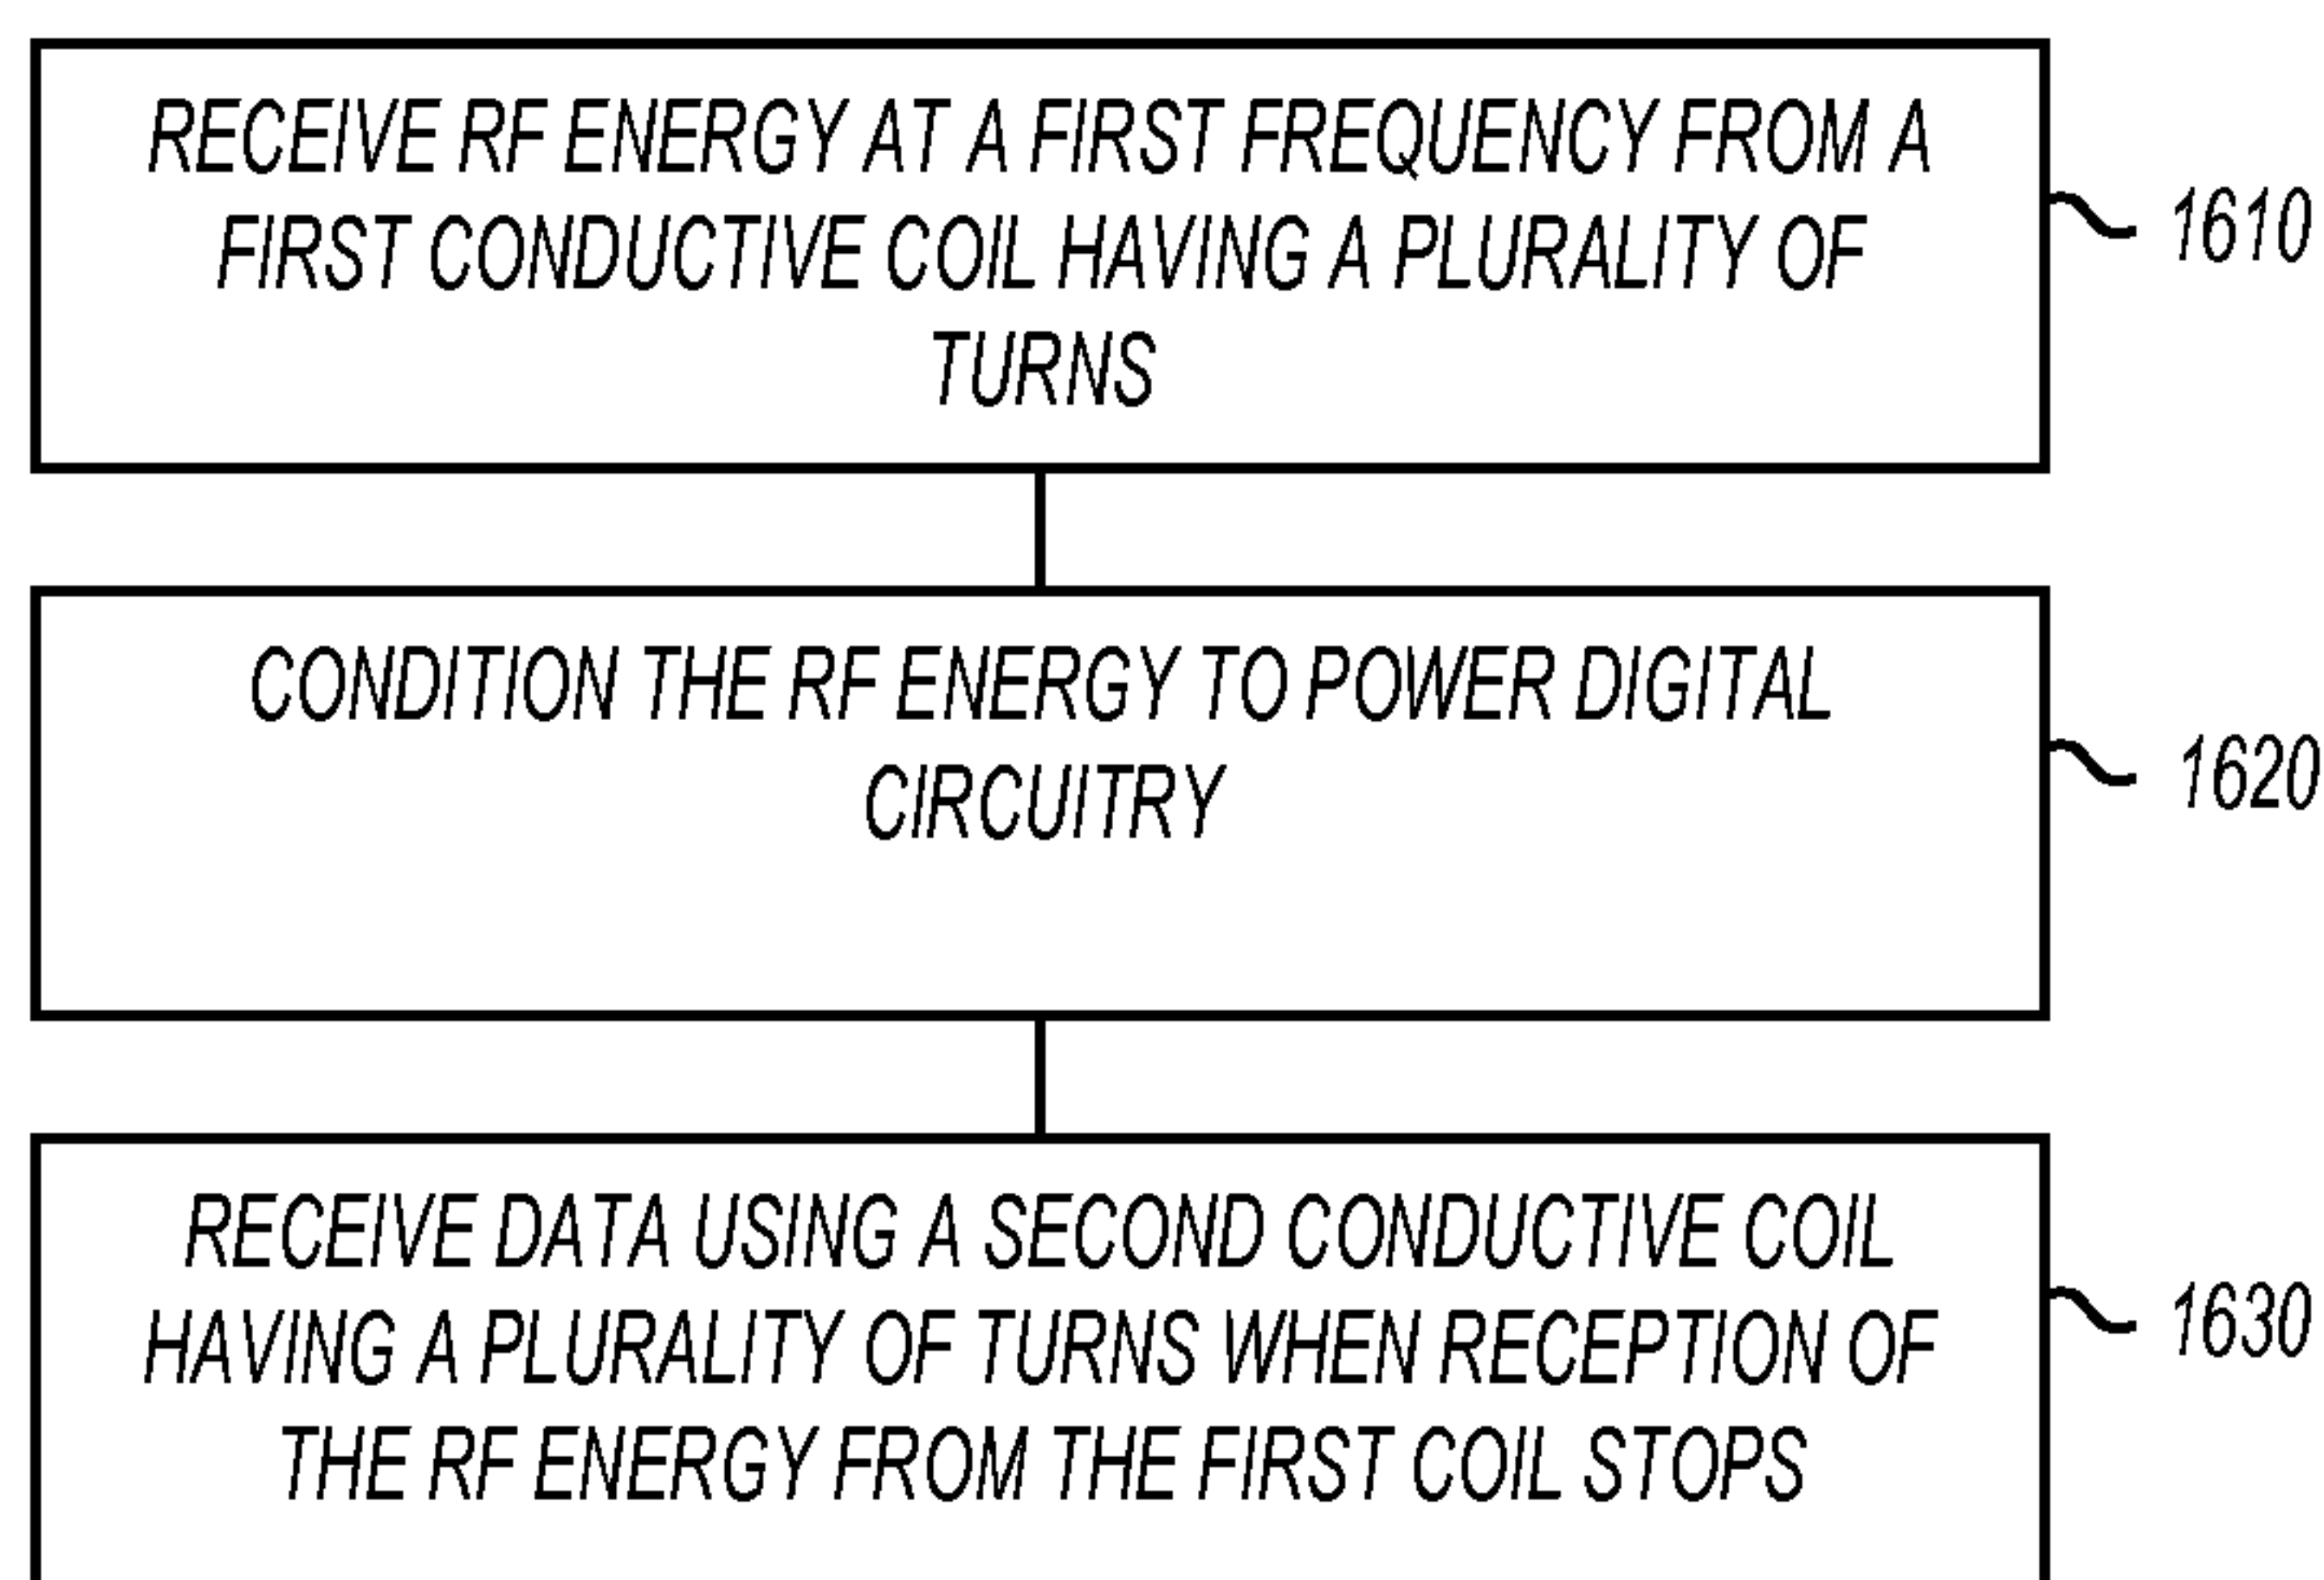 RECEIVE RF ENERGY AT A FIRST FREQUENCY FROM A
FIRST CONDUCTIVE COIL HAVING A PLURALITY OF
TURNS
1610
CONDITION THE RF ENERGY TO POWER DIGITAL
CIRCUITRY
1620
RECEIVE DATA USING A SECOND CONDUCTIVE COIL
HAVING A PLURALITY OF TURNS WHEN RECEPTION OF
THE RF ENERGY FROM THE FIRST COIL STOPS
1630